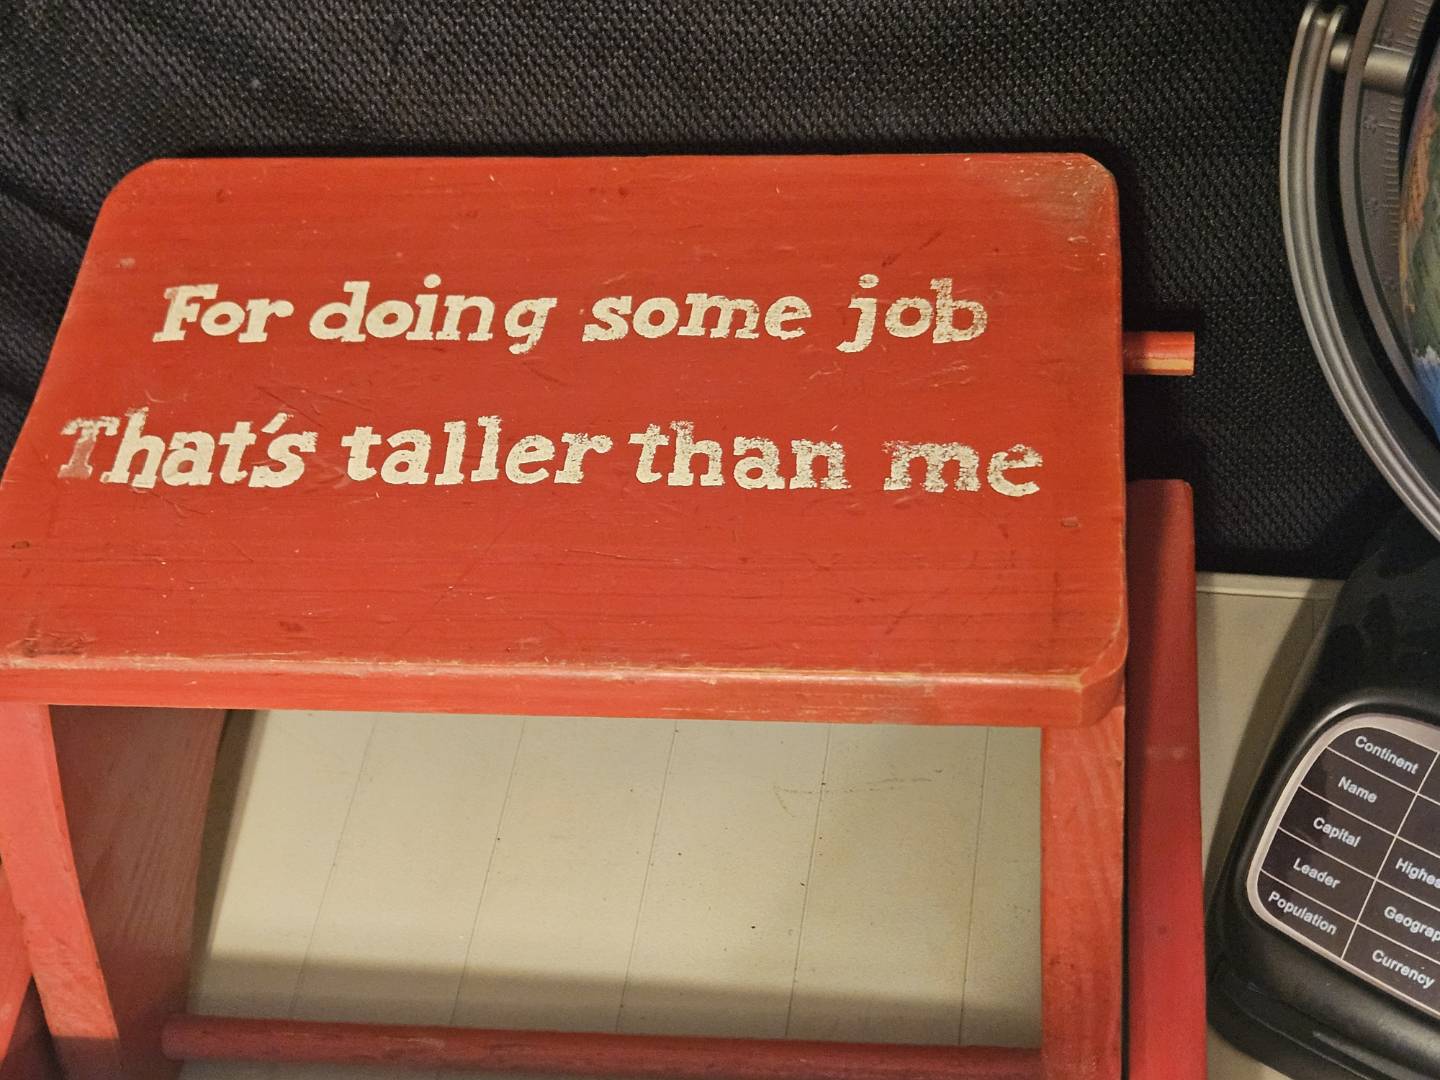 For doing some job
That's taller than me
Continent
Name
Capital
Leader
Population
Currency